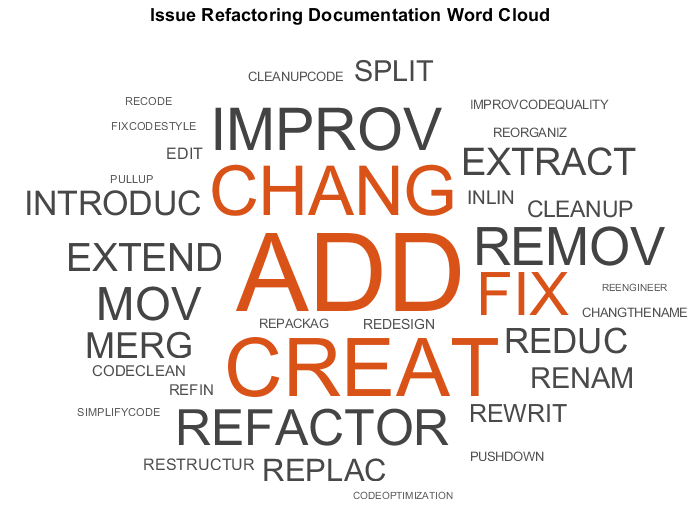 Issue Refactoring Documentation Word Cloud
CLEANUPCODE
SPLIT
RECODE
IMPROVCODEQUALITY
FIXCODESTYLE
IMPROV
REORGANIZ
EDIT
EXTRACT
PULLUP
CHANG
INTRODUC
INLIN
CLEANUP
EXTEND
ADD
REMOV
MOV
FIX
REENGINEER
REPACKAG
REDESIGN
CHANGTHENAME
MERG
REDUC
CODECLEAN
CREAT
RENAM
REFIN
SIMPLIFYCODE
REWRIT
REFACTOR
PUSHDOWN
RESTRUCTUR
REPLAC
CODEOPTIMIZATION